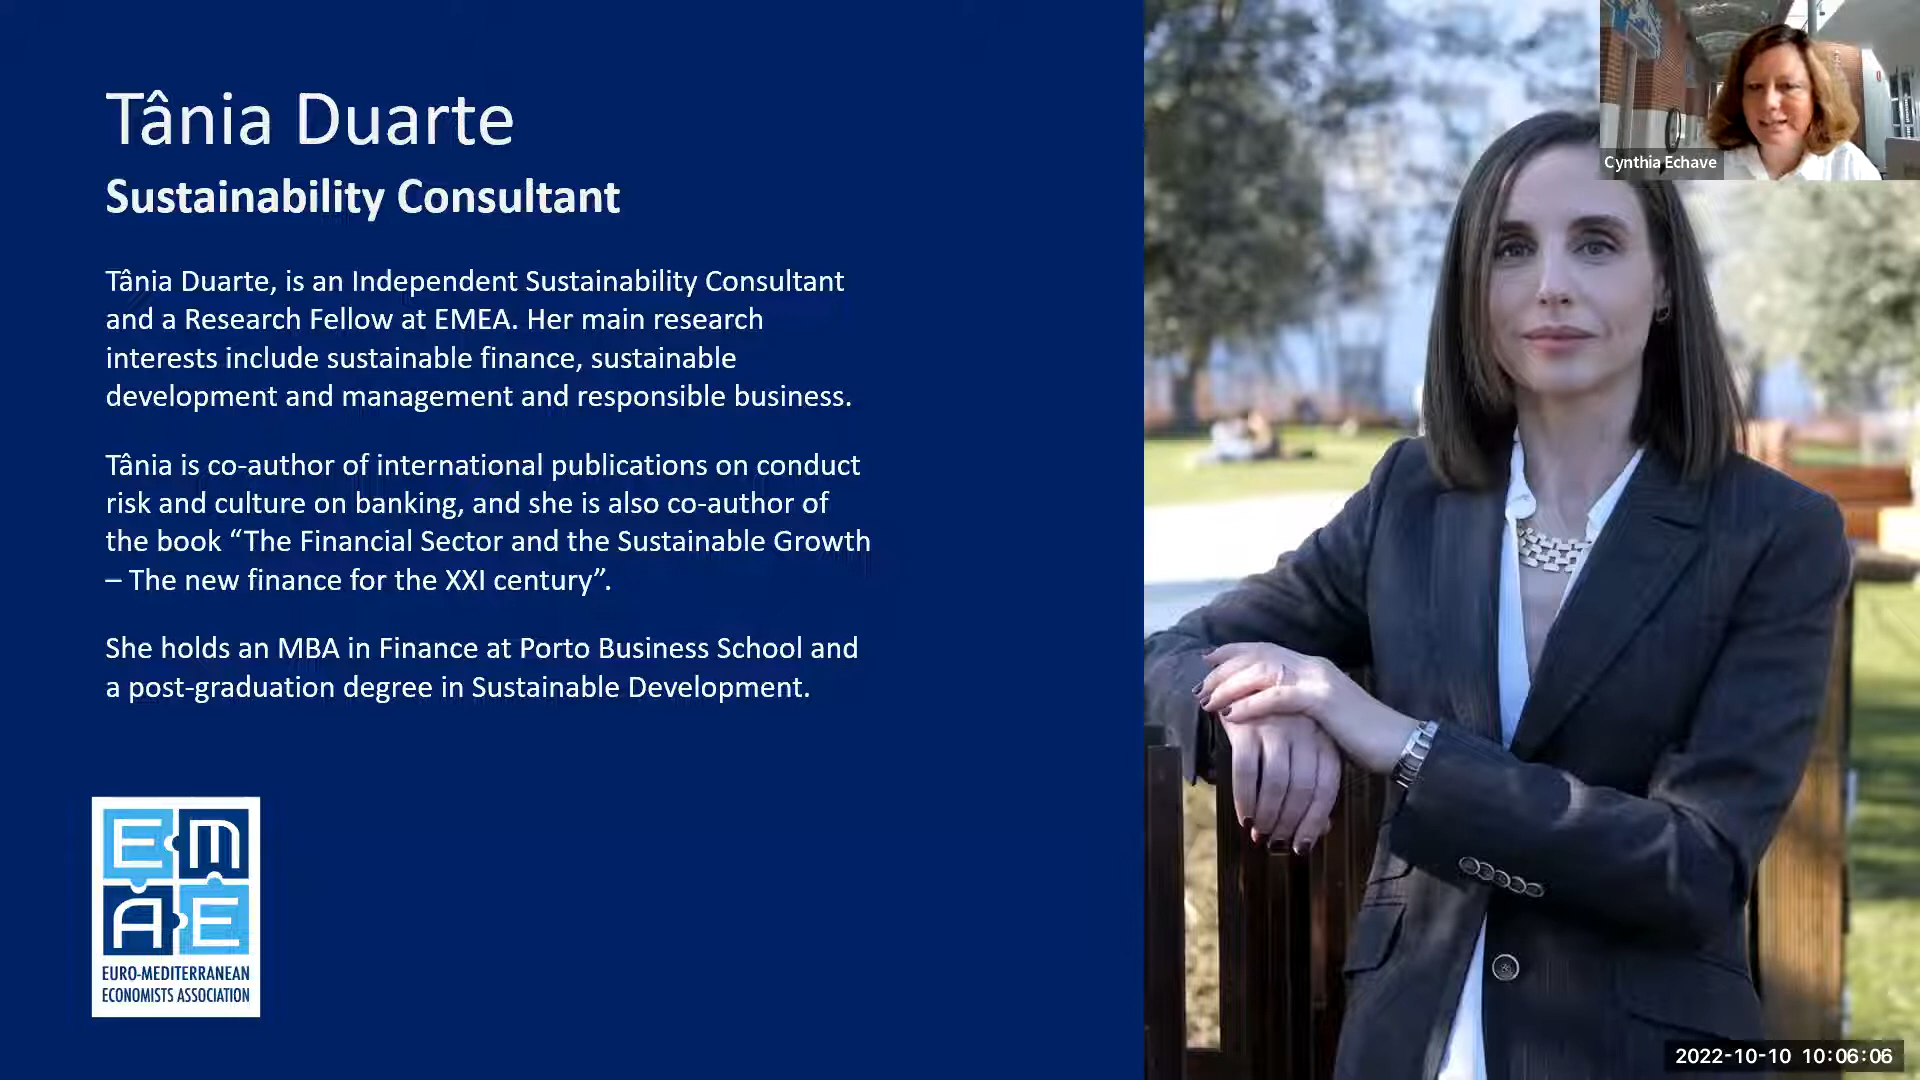 Tânia Duarte
Sustainability Consultant
Tânia Duarte, is an Independent Sustainability Consultant
and a Research Fellow at EMEA. Her main research
interests include sustainable finance, sustainable
development and management and responsible business.
Tânia is co-author of international publications on conduct
risk and culture on banking, and she is also co-author of
the book “The Financial Sector and the Sustainable Growth
– The new finance for the XXI century”.
She holds an MBA in Finance at Porto Business School and
a post-graduation degree in Sustainable Development.
EM
AE
EURO-MEDITERRANEAN
ECONOMISTS ASSOCIATION
Cynthia Echave
2022-10-10 10:06:06